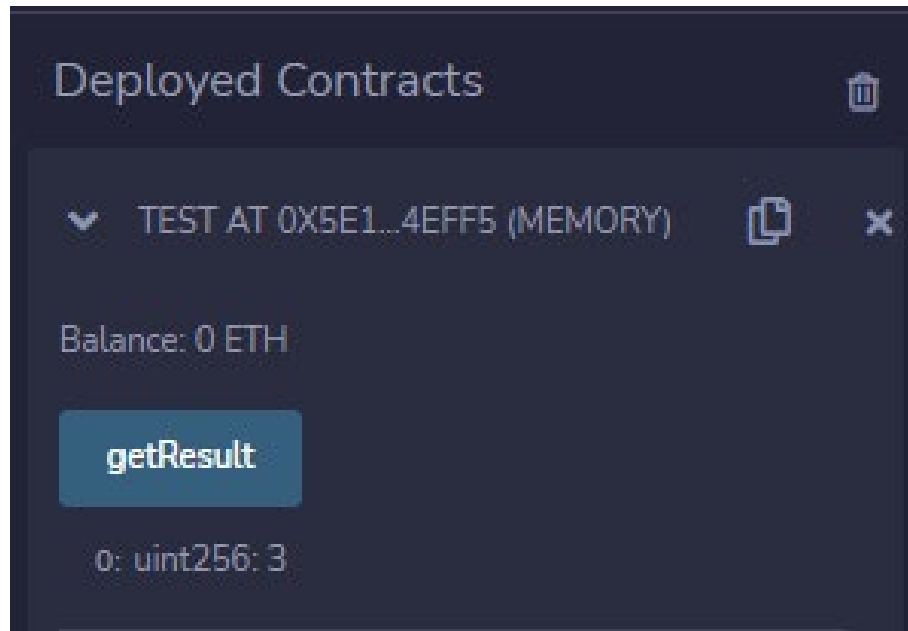 Deployed Contracts
TEST AT 0X5E1...4EFF5 (MEMORY)
Balance: 0 ETH
getResult
0: uint256: 3